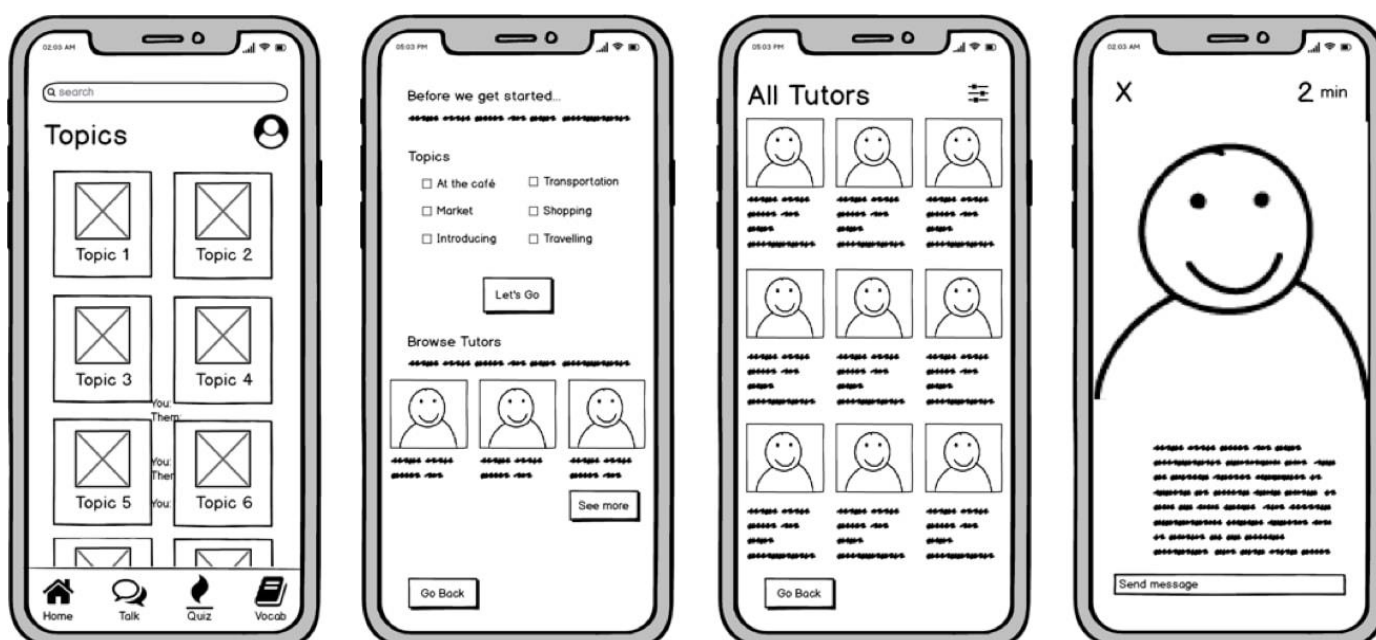 02:03 AM
search
Topics
Topic 1
Topic 2
Topic 3
Topic 4
You:
Them:
You:
Ther
Topic 5
You:
Topic 6
Home
Talk
Quiz
Vocab
05:03 PM
Before we get started...
Topics
At the café
Transportation
Market
Shopping
Introducing
Travelling
Let's Go
Browse Tutors
See more
Go Back
05:03 PM
All Tutors
Go Back
02:03 AM
X
2 min
Send message